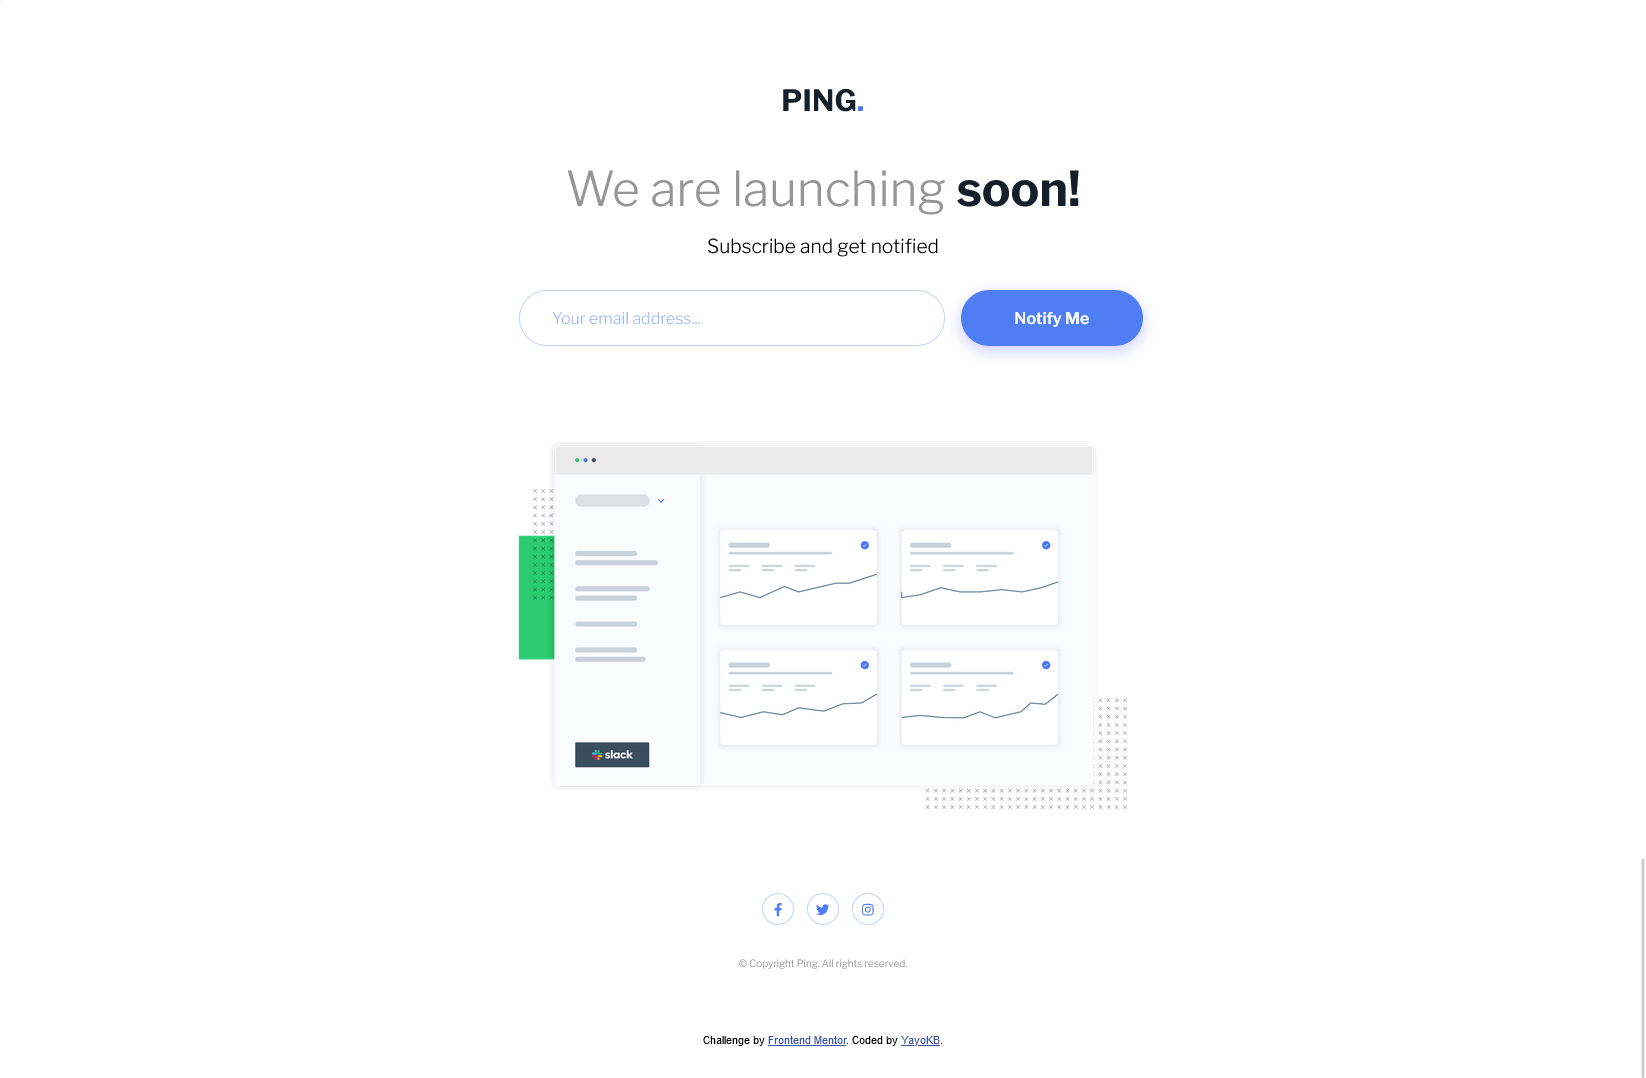 PING.
We are launching soon!
Subscribe and get notified
Your email address...
Notify Me
slack
© Copyright Ping. All rights reserved.
Challenge by Frontend Mentor. Coded by YayoKB.